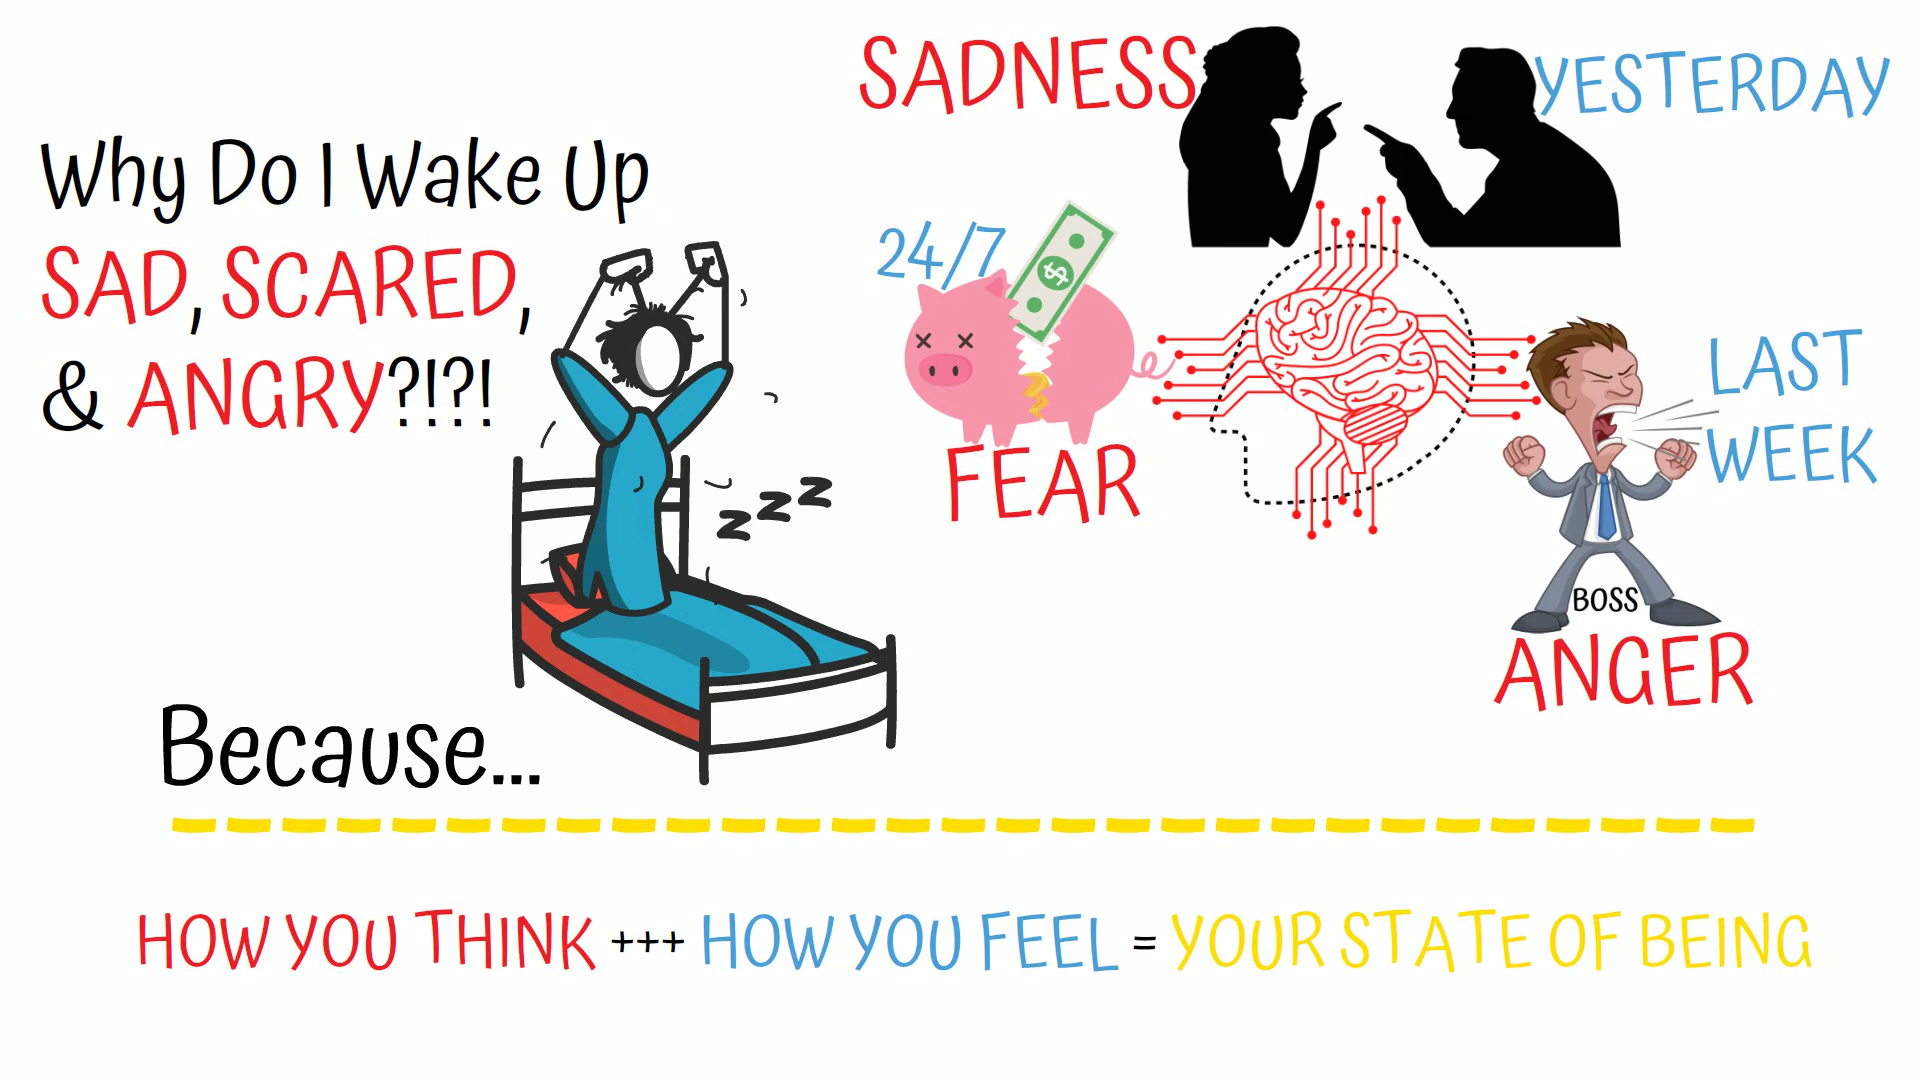 Why Do I Wake Up
SAD, SCARED,
& ANGRY?!?!
Because...
SADNESS
YESTERDAY
24/7
FEAR
LAST
WEEK
BOSS
ANGER
z z z
HOW YOU THINK +++ HOW YOU FEEL = YOUR STATE OF BEING